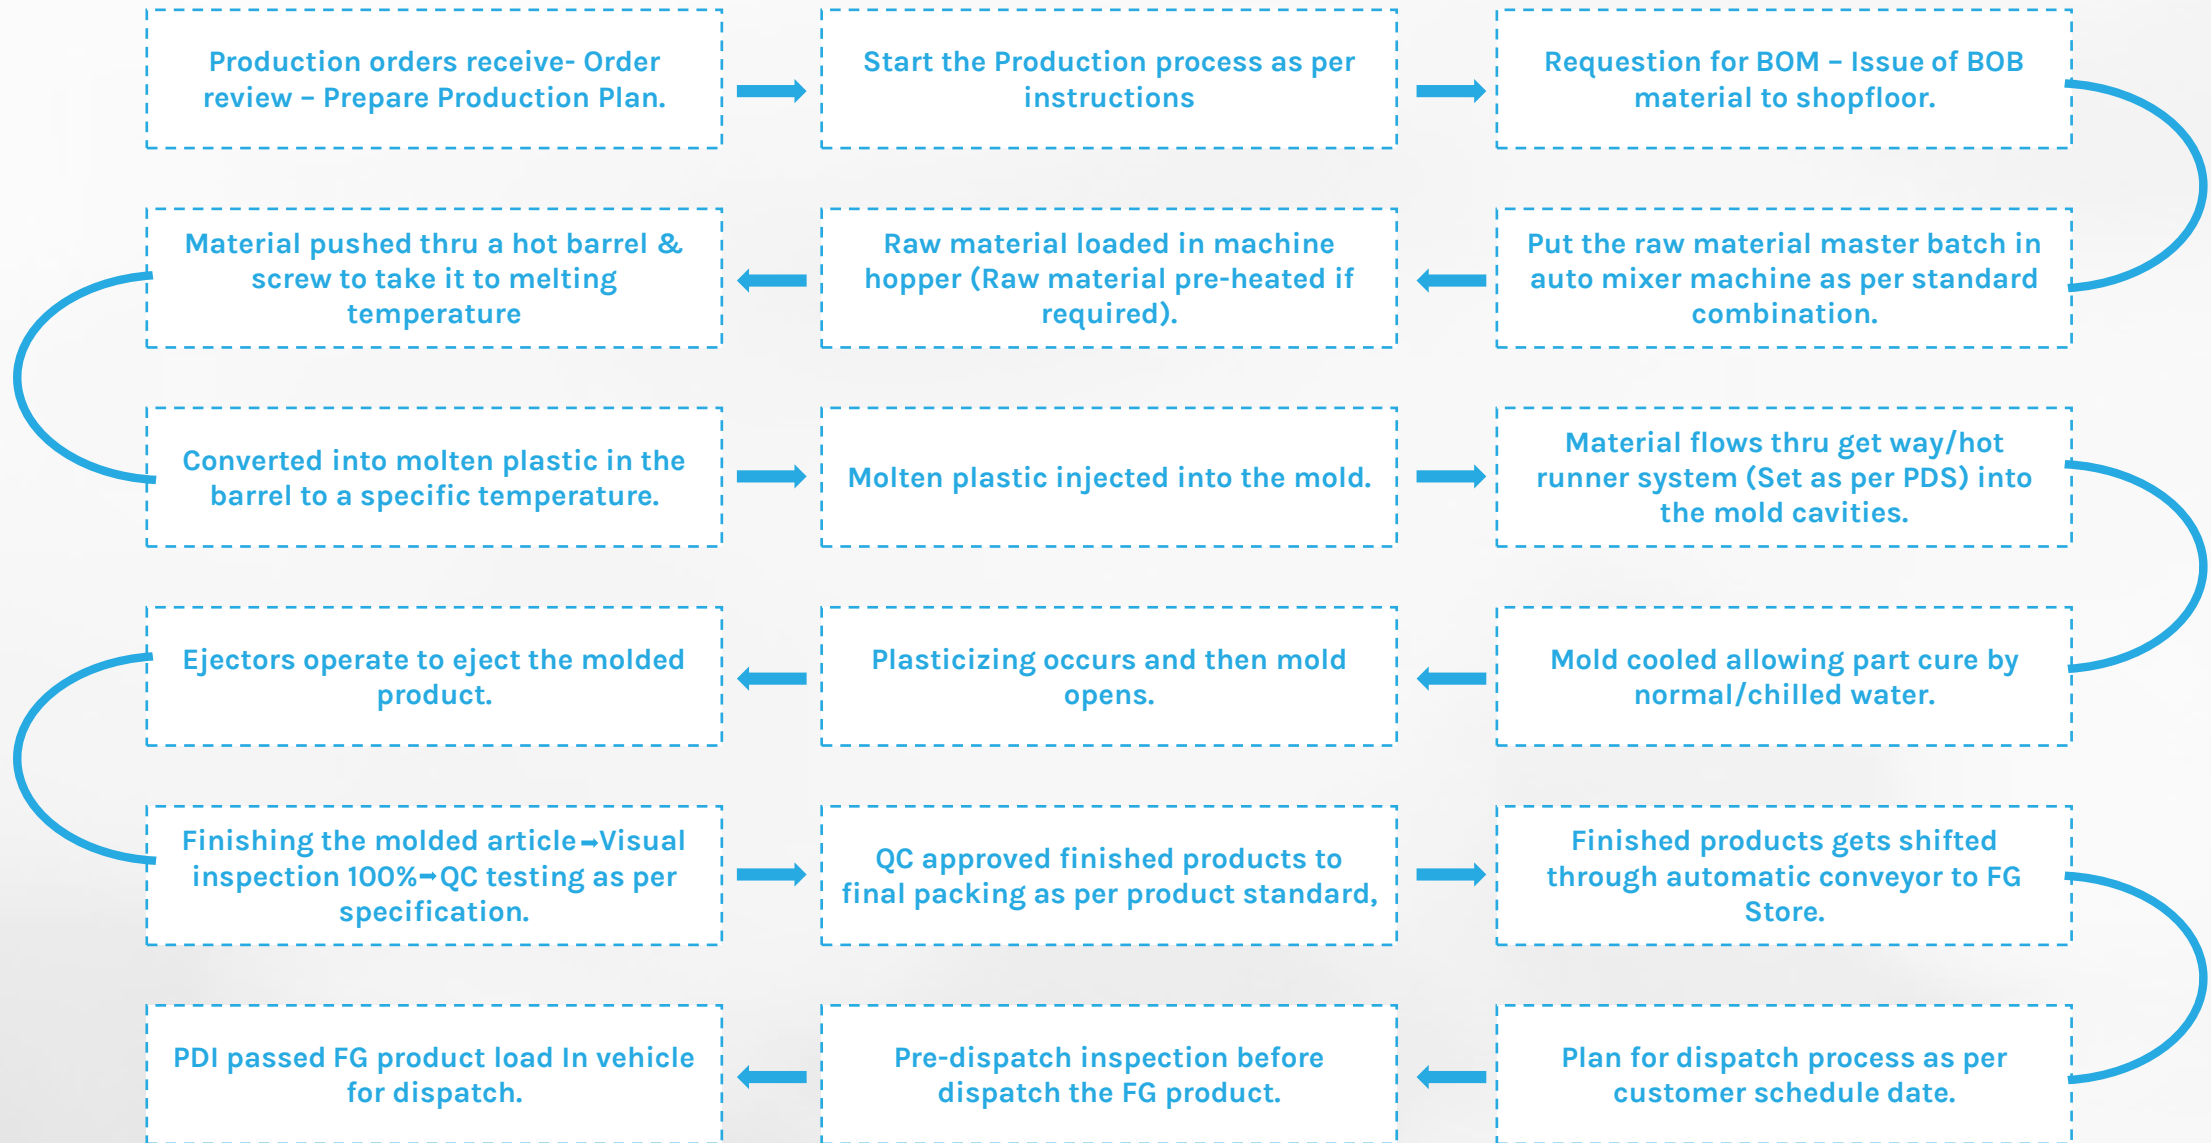 Production orders receive- Order
review – Prepare Production Plan.
Start the Production process as per
instructions
Requestion for BOM – Issue of BOB
material to shopfloor.
Put the raw material master batch in
auto mixer machine as per standard
combination.
Raw material loaded in machine
hopper (Raw material pre-heated if
required).
Material pushed thru a hot barrel &
screw to take it to melting
temperature
Converted into molten plastic in the
barrel to a specific temperature.
Molten plastic injected into the mold.
Material flows thru get way/hot
runner system (Set as per PDS) into
the mold cavities.
Mold cooled allowing part cure by
normal/chilled water.
Plasticizing occurs and then mold
opens.
Ejectors operate to eject the molded
product.
Finishing the molded article→Visual
inspection 100%→QC testing as per
specification.
QC approved finished products to
final packing as per product standard,
Finished products gets shifted
through automatic conveyor to FG
Store.
Plan for dispatch process as per
customer schedule date.
Pre-dispatch inspection before
dispatch the FG product.
PDI passed FG product load In vehicle
for dispatch.